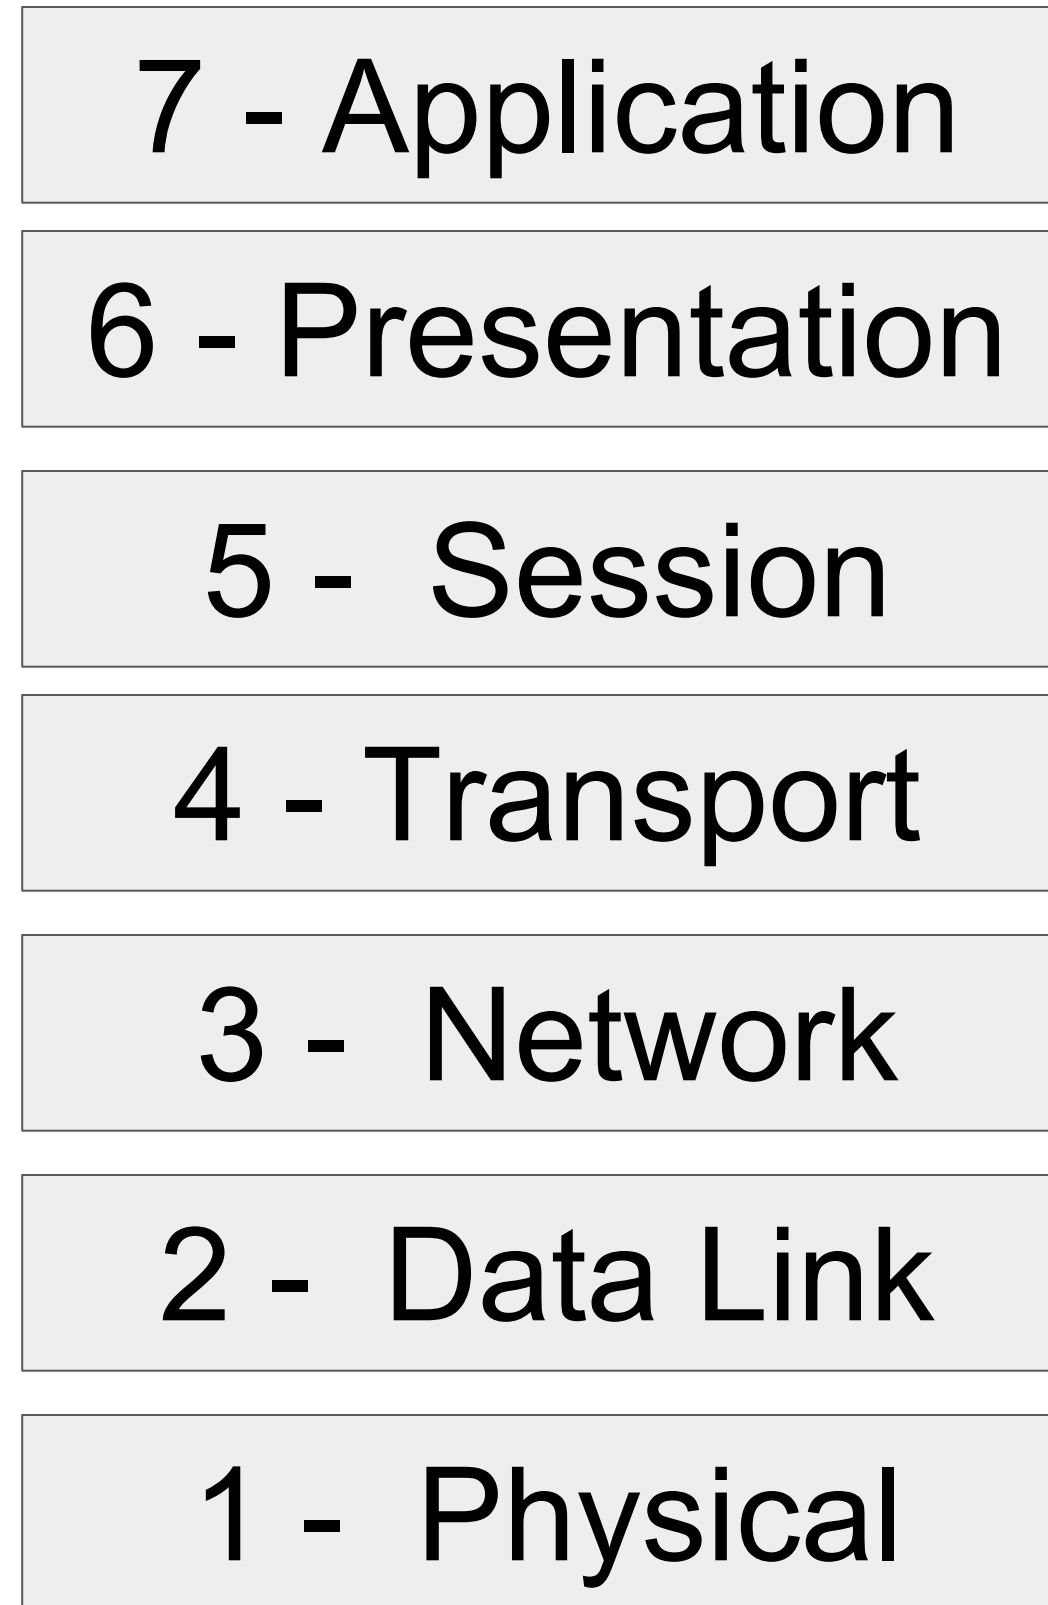 7 - Application
6 - Presentation
5 - Session
4 - Transport
3 - Network
2 - Data Link
1 - Physical